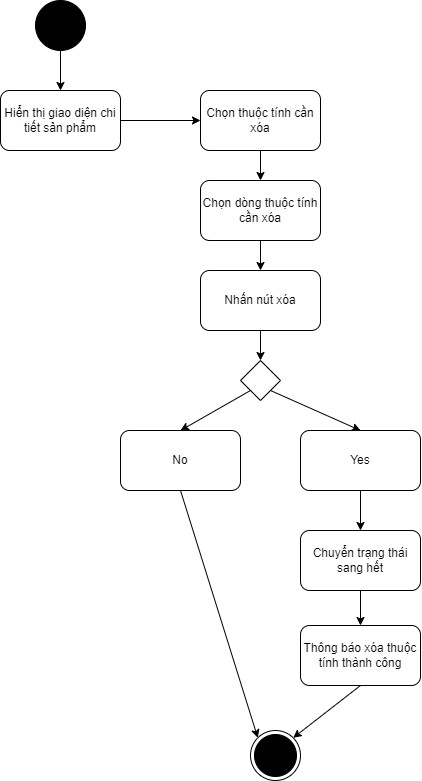 Hiển thị giao diện chi
tiết sản phẩm
Chọn thuộc tính cần
xóa
Chọn dòng thuộc tính
cần xóa
Nhấn nút xóa
No
Yes
Chuyển trạng thái
sang hết
Thông báo xóa thuộc
tính thành công